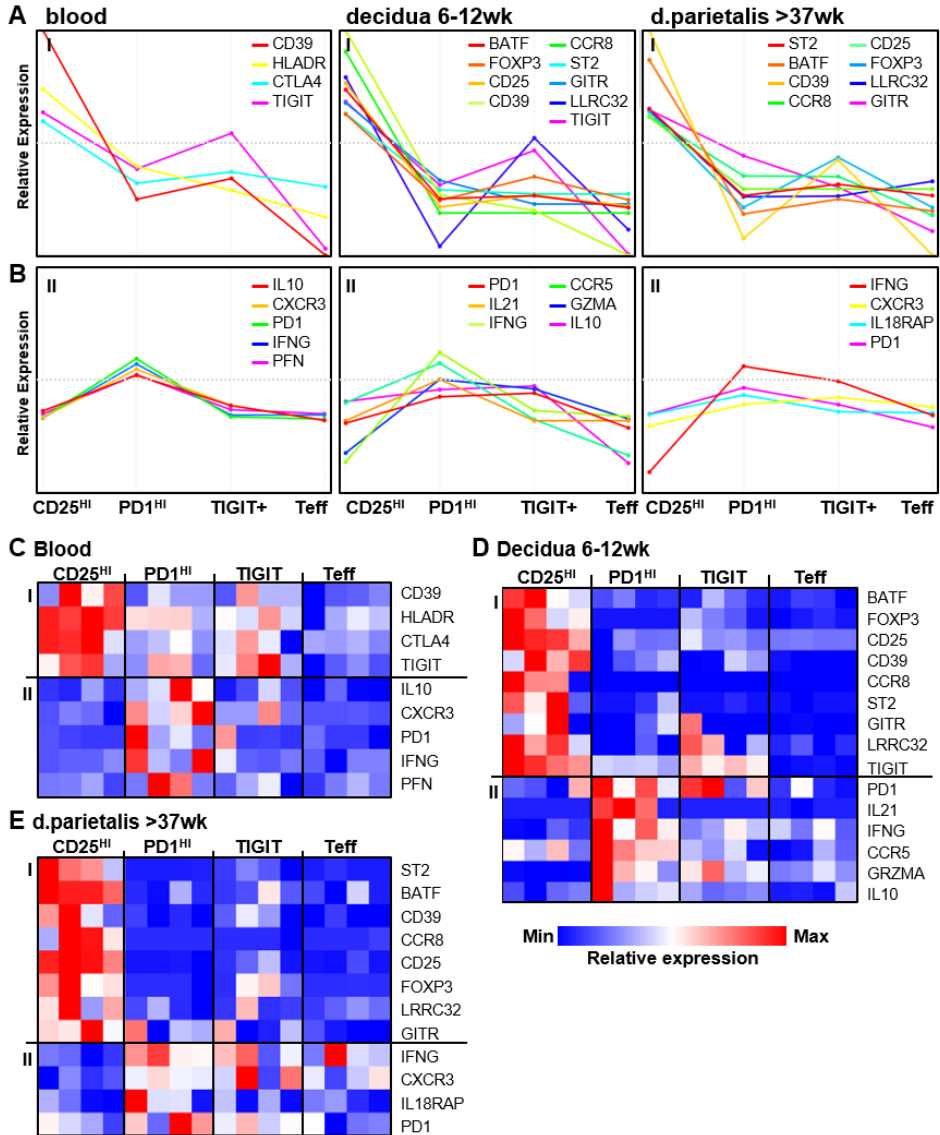 A blood decidua 6-12wk d.parietalis >37wk
Relative Expression
I
CD39
HLADR
CTLA4
TIGIT
I
BATF CCR8
FOXP3 ST2
CD25 GITR
CD39 LLRC32
TIGIT
I
ST2 CD25
BATF FOXP3
CD39 LLRC32
CCR8 GITR
B
Relative Expression
II
IL10
CXCR3
PD1
IFNG
PFN
II
PD1 CCR5
IL21 GZMA
IFNG IL10
II
IFNG
CXCR3
IL18RAP
PD1
CD25HI PD1HI TIGIT+ Teff CD25HI PD1HI TIGIT+ Teff CD25HI PD1HI TIGIT+ Teff
C Blood
CD25HI PD1HI TIGIT Teff
I
CD39
HLADR
CTLA4
TIGIT
II
IL10
CXCR3
PD1
IFNG
PFN
D Decidua 6-12wk
CD25HI PD1HI TIGIT Teff
I
BATF
FOXP3
CD25
CD39
CCR8
ST2
GITR
LRRC32
TIGIT
II
PD1
IL21
IFNG
CCR5
GRZMA
IL10
Min Max
Relative expression
E d.parietalis >37wk
CD25HI PD1HI TIGIT Teff
I
ST2
BATF
CD39
CCR8
CD25
FOXP3
LRRC32
GITR
II
IFNG
CXCR3
IL18RAP
PD1